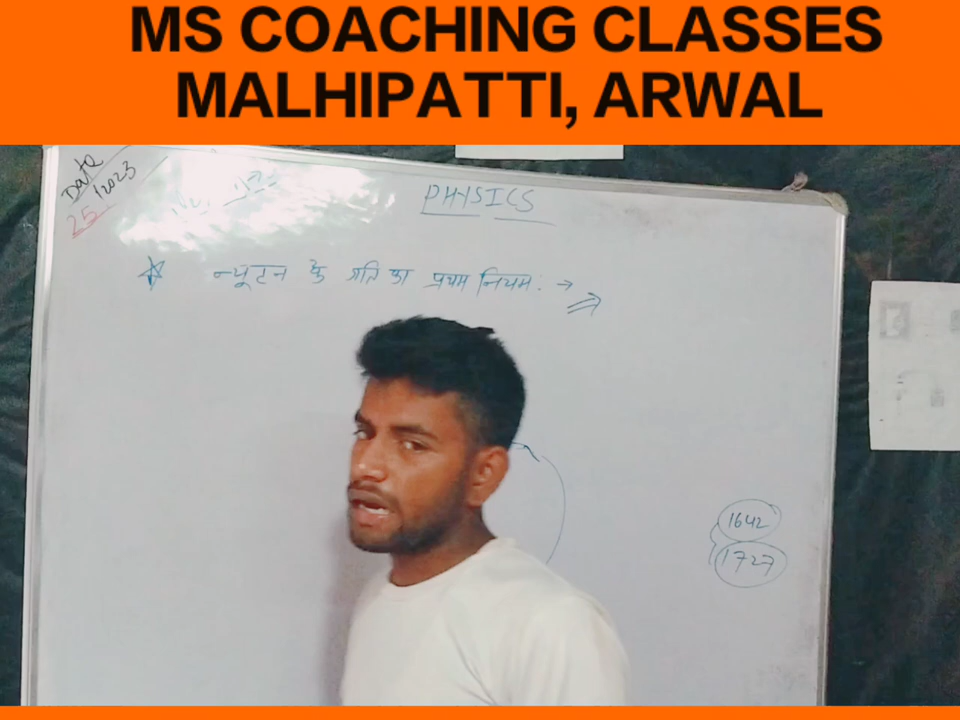 MS COACHING CLASSES
MALHIPATTI, ARWAL
Date
25
/2023
PHYSICS
न्यूटन के गति का प्रथम नियम : →
⇒
1642
1727